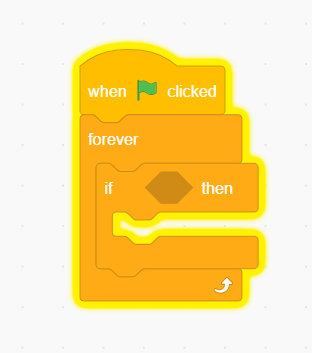 when clicked
forever
if then